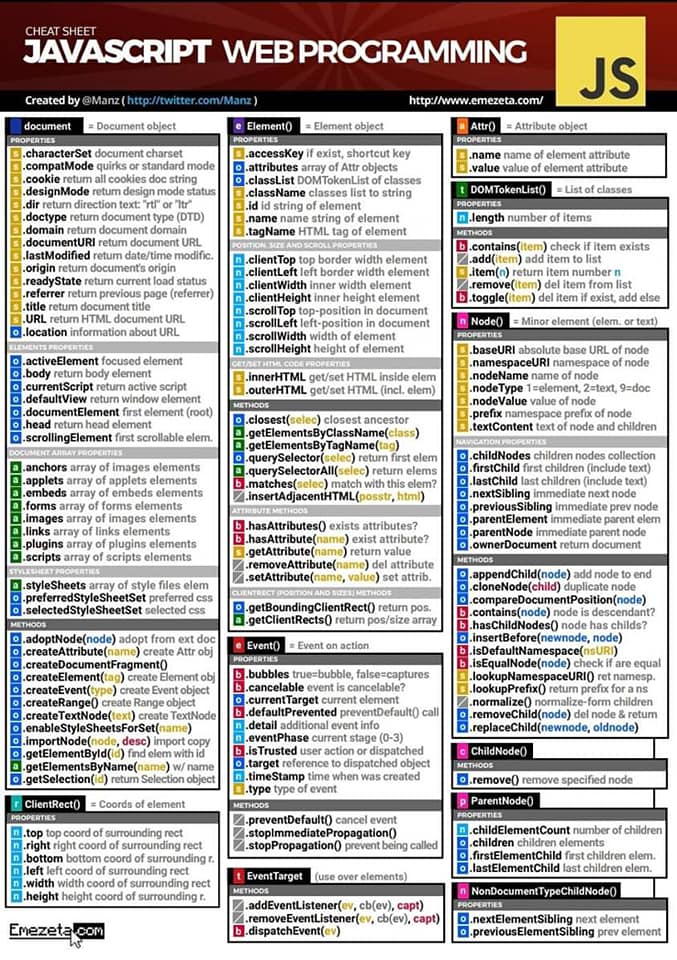 CHEAT SHEET
JAVASCRIPT WEB PROGRAMMING
JS
Created by @Manz ( http://twitter.com/Manz )
http://www.emezeta.com/
document = Document object
PROPERTIES
s .characterSet document charset
s .compatMode quirks or standard mode
s .cookie return all cookies doc string
s .designMode return design mode status
s .dir return direction text: "rtl" or "ltr"
s .doctype return document type (DTD)
s .domain return document domain
s .documentURI return document URL
s .lastModified return date/time modific.
s .origin return document's origin
s .readyState return current load status
s .referrer return previous page (referrer)
s .title return document title
s .URL return HTML document URL
o .location information about URL
ELEMENTS PROPERTIES
o .activeElement focused element
o .body return body element
o .currentScript return active script
o .defaultView return window element
o .documentElement first element (root)
o .head return head element
o .scrollingElement first scrollable elem.
DOCUMENT ARRAY PROPERTIES
a .anchors array of images elements
a .applets array of applets elements
a .embeds array of embeds elements
a .forms array of forms elements
a .images array of images elements
a .links array of links elements
a .plugins array of plugins elements
a .scripts array of scripts elements
STYLESHEET PROPERTIES
a .styleSheets array of style files elem
o .preferredStyleSheetSet preferred css
o .selectedStyleSheetSet selected css
METHODS
o .adoptNode(node) adopt from ext doc
o .createAttribute(name) create Attr obj
o .createDocumentFragment()
o .createElement(tag) create Element obj
o .createEvent(type) create Event object
o .createRange() create Range object
o .createTextNode(text) create TextNode
o .enableStyleSheetsForSet(name)
o .importNode(node, desc) import copy
o .getElementById(id) find elem with id
a .getElementsByName(name) w/ name
o .getSelection(id) return Selection object
r ClientRect() = Coords of element
PROPERTIES
n .top top coord of surrounding rect
n .right right coord of surrounding rect
n .bottom bottom coord of surrounding r.
n .left left coord of surrounding rect
n .width width coord of surrounding rect
n .height height coord of surrounding r.
Emezeta.com
e Element() = Element object
PROPERTIES
s .accessKey if exist, shortcut key
o .attributes array of Attr objects
o .classList DOMTokenList of classes
s .className classes list to string
s .id id string of element
s .name name string of element
s .tagName HTML tag of element
POSITION, SIZE AND SCROLL PROPERTIES
n .clientTop top border width element
n .clientLeft left border width element
n .clientWidth inner width element
n .clientHeight inner height element
n .scrollTop top-position in document
n .scrollLeft left-position in document
n .scrollWidth width of element
n .scrollHeight height of element
GET/SET HTML CODE PROPERTIES
s .innerHTML get/set HTML inside elem
s .outerHTML get/set HTML (incl. elem)
METHODS
o .closest(selec) closest ancestor
a .getElementsByClassName(class)
a .getElementsByTagName(tag)
o .querySelector(selec) return first elem
a .querySelectorAll(selec) return elems
b .matches(selec) match with this elem?
.insertAdjacentHTML(posstr, html)
ATTRIBUTE METHODS
b .hasAttributes() exists attributes?
b .hasAttribute(name) exist attribute?
s .getAttribute(name) return value
.removeAttribute(name) del attribute
.setAttribute(name, value) set attrib.
CLIENTRECT (POSITION AND SIZES) METHODS
o .getBoundingClientRect() return pos.
a .getClientRects() return pos/size array
e Event() = Event on action
PROPERTIES
b .bubbles true=bubble, false=captures
b .cancelable event is cancelable?
o .currentTarget current element
b .defaultPrevented preventDefault() call
n .detail additional event info
n .eventPhase current stage (0-3)
b .isTrusted user action or dispatched
o .target reference to dispatched object
n .timeStamp time when was created
s .type type of event
METHODS
.preventDefault() cancel event
.stopImmediatePropagation()
.stopPropagation() prevent being called
t EventTarget (use over elements)
METHODS
.addEventListener(ev, cb(ev), capt)
.removeEventListener(ev, cb(ev), capt)
b .dispatchEvent(ev)
a Attr() = Attribute object
PROPERTIES
s .name name of element attribute
s .value value of element attribute
t DOMTokenList() = List of classes
PROPERTIES
n .length number of items
METHODS
b .contains(item) check if item exists
.add(item) add item to list
s .item(n) return item number n
.remove(item) del item from list
b .toggle(item) del item if exist, add else
n Node() = Minor element (elem. or text)
PROPERTIES
s .baseURI absolute base URL of node
s .namespaceURI namespace of node
s .nodeName name of node
s .nodeType 1=element, 2=text, 9=doc
s .nodeValue value of node
s .prefix namespace prefix of node
s .textContent text of node and children
NAVIGATION PROPERTIES
o .childNodes children nodes collection
o .firstChild first children (include text)
o .lastChild last children (include text)
o .nextSibling immediate next node
o .previousSibling immediate prev node
o .parentElement immediate parent elem
o .parentNode immediate parent node
o .ownerDocument return document
METHODS
o .appendChild(node) add node to end
o .cloneNode(child) duplicate node
o .compareDocumentPosition(node)
b .contains(node) node is descendant?
b .hasChildNodes() node has childs?
o .insertBefore(newnode, node)
b .isDefaultNamespace(nsURI)
b .isEqualNode(node) check if are equal
s .lookupNamespaceURI() ret namesp.
s .lookupPrefix() return prefix for a ns
.normalize() normalize-form children
o .removeChild(node) del node & return
o .replaceChild(newnode, oldnode)
c ChildNode()
METHODS
o .remove() remove specified node
p ParentNode()
PROPERTIES
n .childElementCount number of children
o .children children elements
o .firstElementChild first children elem.
o .lastElementChild last children elem.
n NonDocumentTypeChildNode()
PROPERTIES
o .nextElementSibling next element
o .previousElementSibling prev element